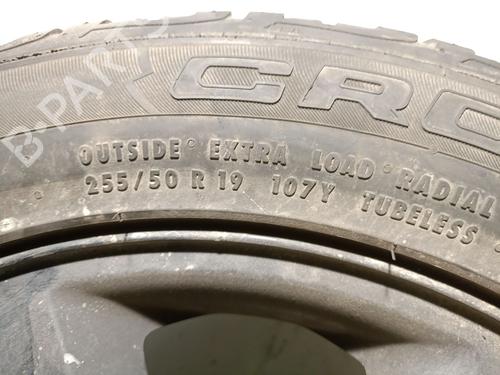 CRO
OUTSIDE EXTRA LOAD RADIAL
255/50 R 19 107Y TUBELESS
B-PARTS